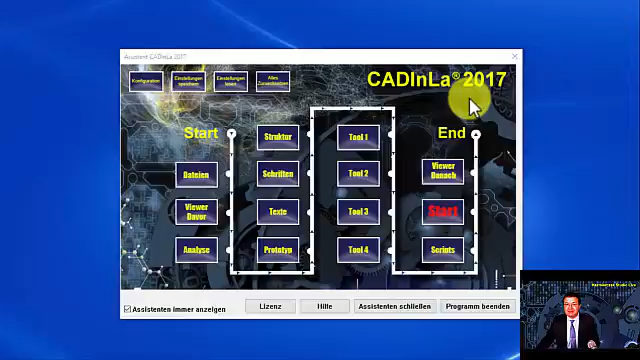 Assistent CADInLa 2017
Konfiguration
Einstellungen
speichern
Einstellungen
lesen
Alles
Zurücksetzen
CADInLa® 2017
Start
End
Struktur
Tool 1
Dateien
Schriften
Tool 2
Viewer
Danach
Viewer
Davor
Texte
Tool 3
Start
Analyse
Prototyp
Tool 4
Scripts
Assistenten immer anzeigen
Lizenz
Hilfe
Assistenten schließen
Programm beenden